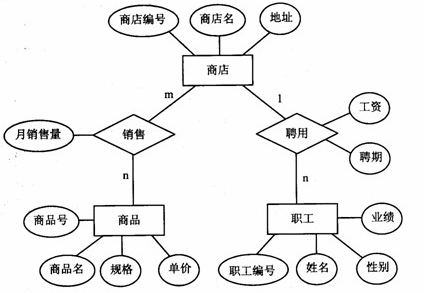 商店编号
商店名
地址
商店
m
1
月销售量
销售
聘用
工资
聘期
n
n
商品号
商品
职工
业绩
商品名
规格
单价
职工编号
姓名
性别